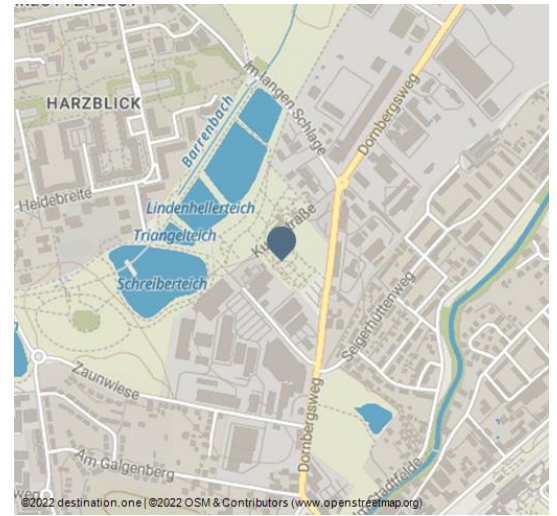 HARZBLICK
Im langen Schlage
Dornbergsweg
Barrenbach
Heidebreite
Lindenhellerteich
Triangelteich
Schreiberteich
Seigerhüttenweg
Zaunwiese
Dornbergsweg
Am Galgenberg
©2022 destination.one | ©2022 OSM & Contributors (www.openstreetmap.org)